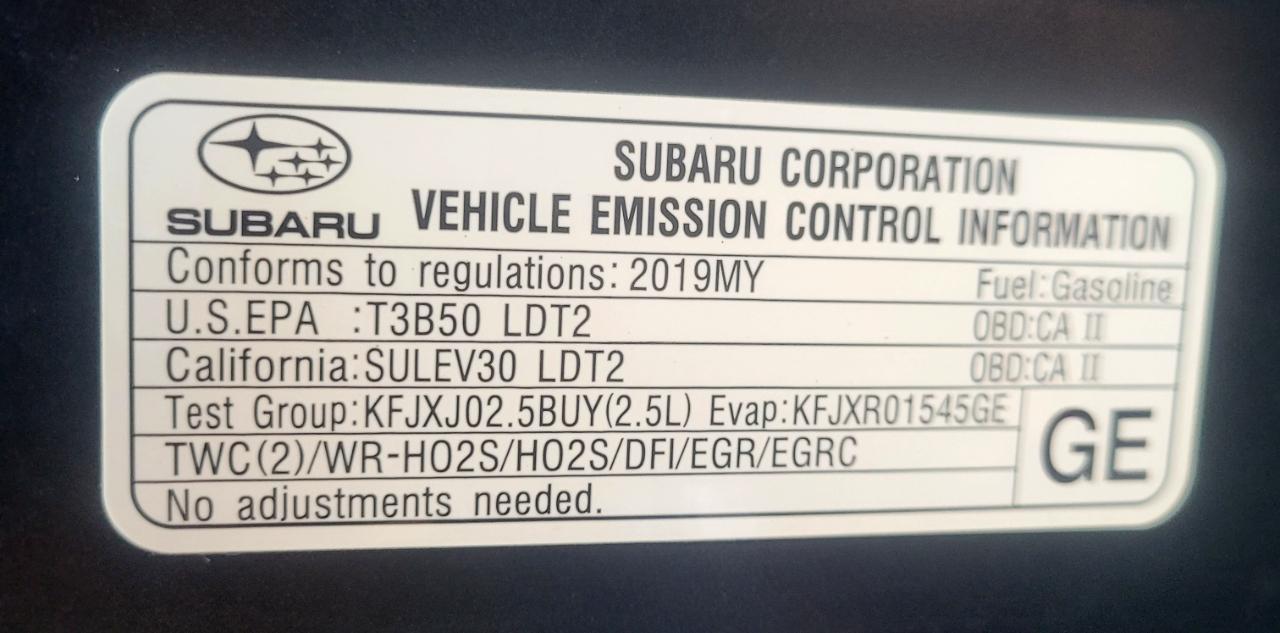 SUBARU CORPORATION
SUBARU VEHICLE EMISSION CONTROL INFORMATION
Conforms to regulations: 2019MY Fuel:Gasoline
U.S.EPA :T3B50 LDT2 OBD:CA II
California:SULEV30 LDT2 OBD:CA II
Test Group:KFJXJ02.5BUY(2.5L) Evap:KFJXR01545GE
GE
TWC(2)/WR-HO2S/HO2S/DFI/EGR/EGRC
No adjustments needed.